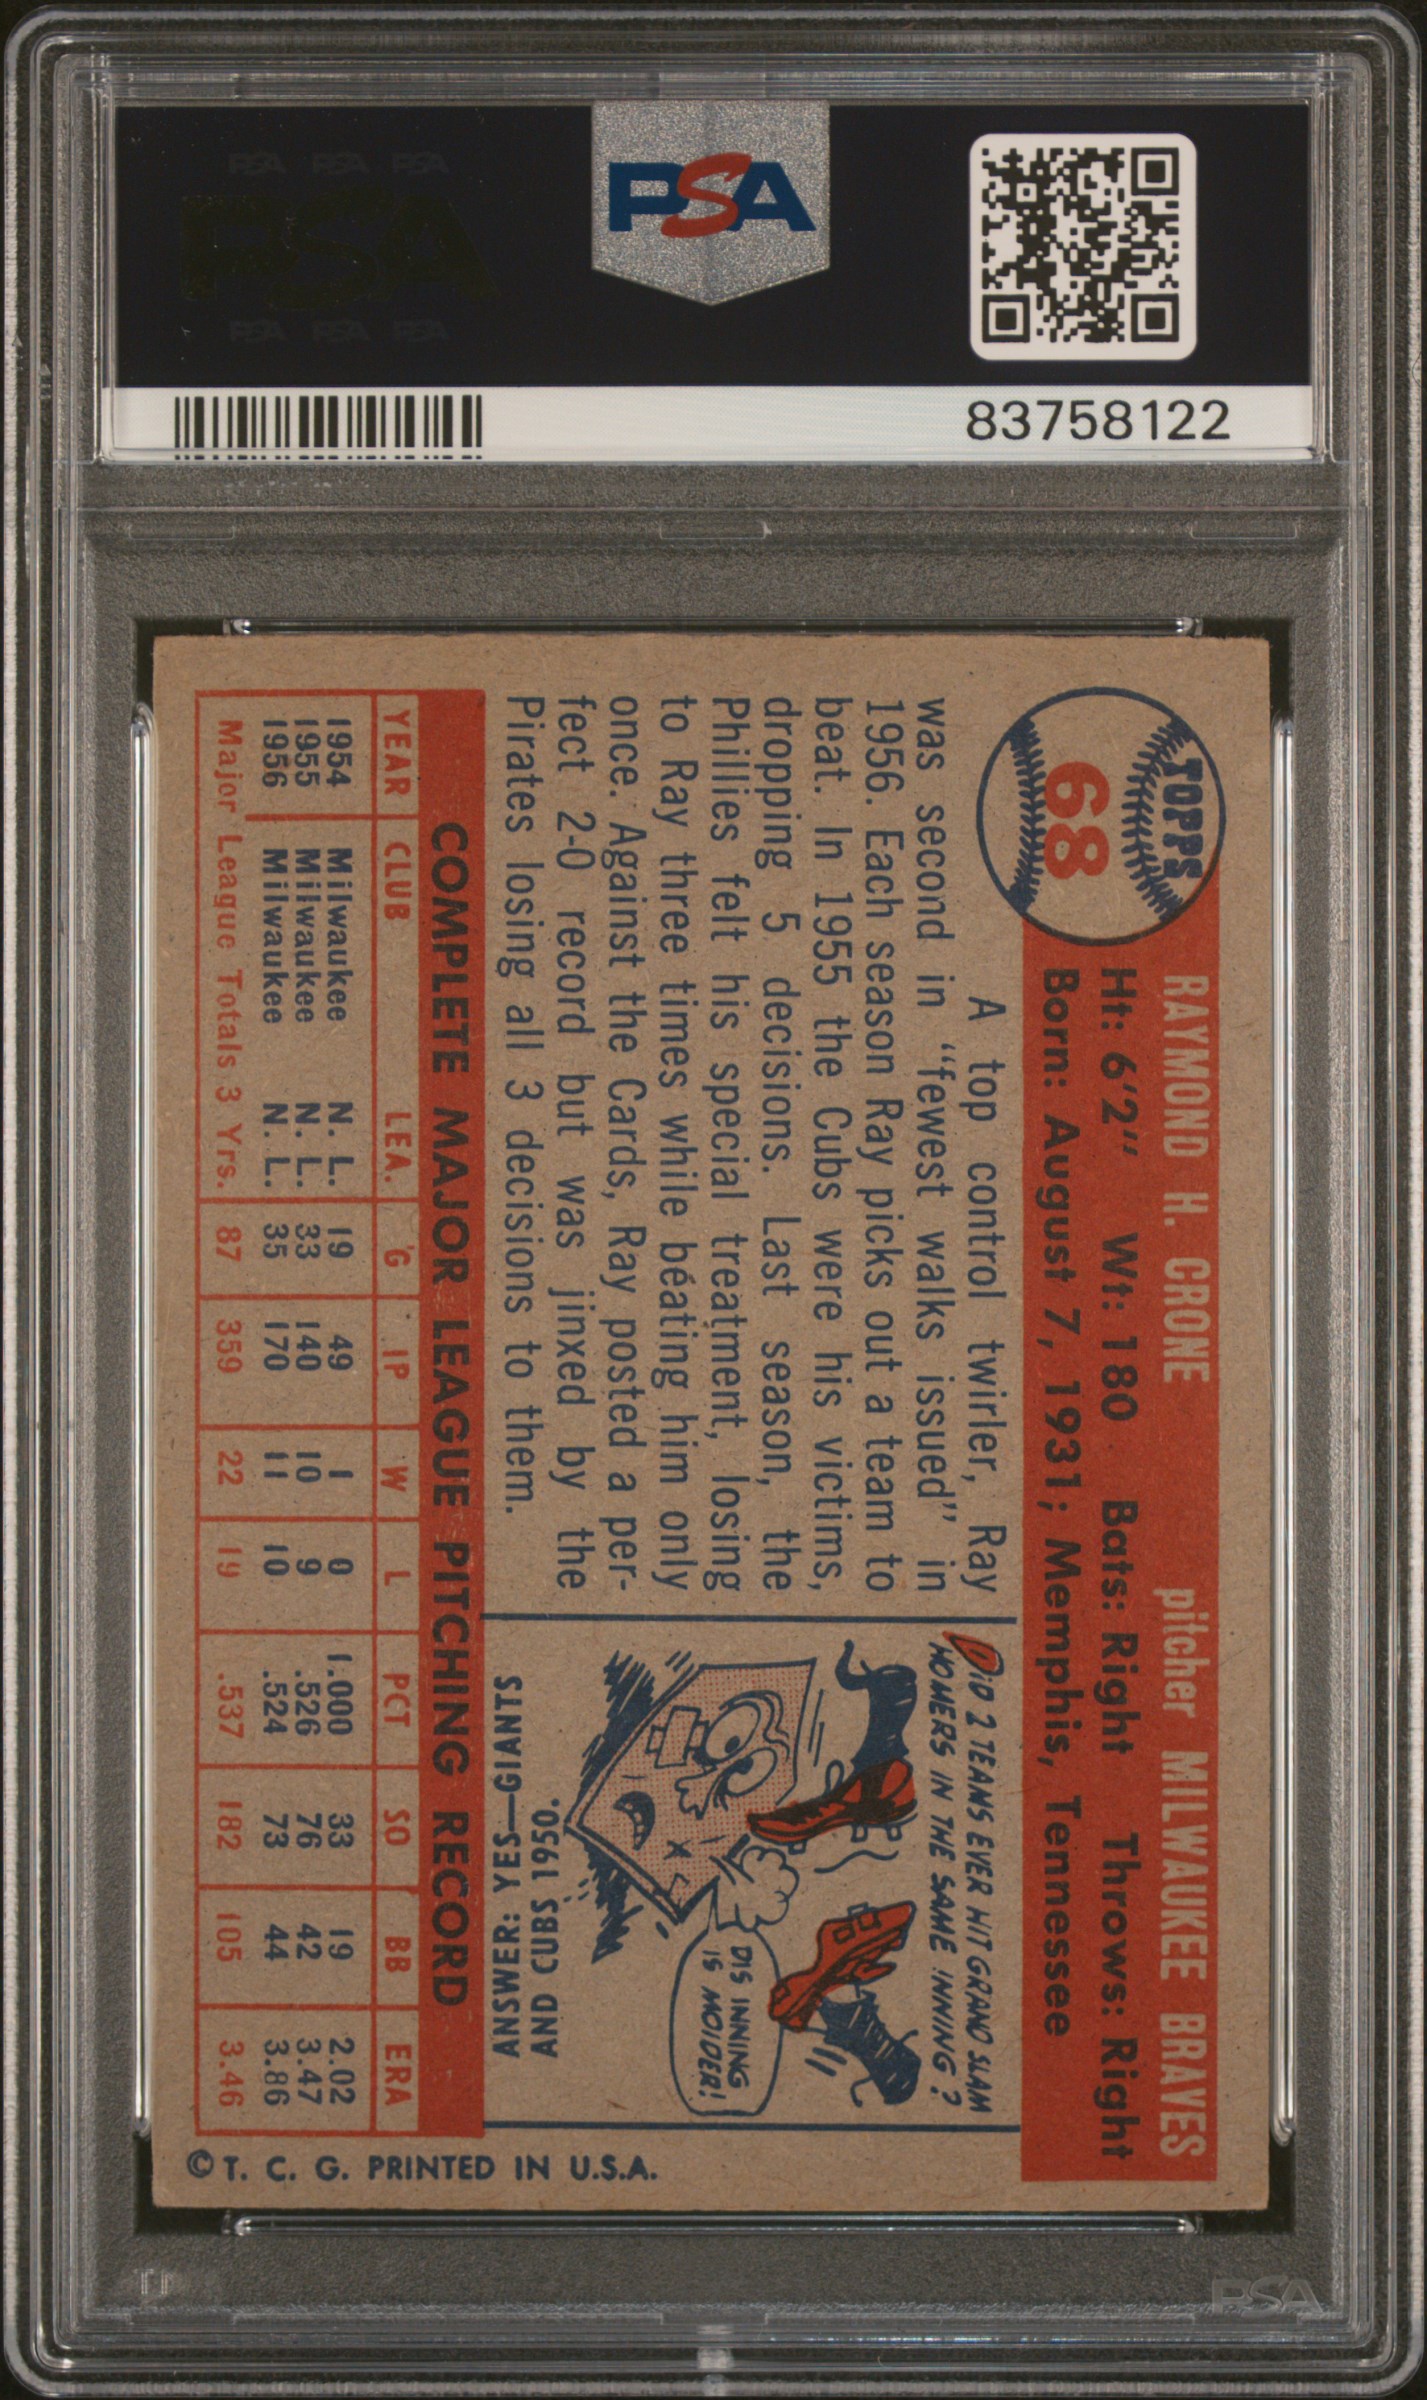 PSA PSA PSA
PSA
PSA PSA PSA
PSA
83758122
TOPPS
68
RAYMOND H. CRONE pitcher MILWAUKEE BRAVES
Ht: 6'2" Wt: 180 Bats: Right Throws: Right
Born: August 7, 1931; Memphis, Tennessee
A top control twirler, Ray
was second in "fewest walks issued" in
1956. Each season Ray picks out a team to
beat. In 1955 the Cubs were his victims,
dropping 5 decisions. Last season, the
Phillies felt his special treatment, losing
to Ray three times while beating him only
once. Against the Cards, Ray posted a per-
fect 2-0 record but was jinxed by the
Pirates losing all 3 decisions to them.
DID 2 TEAMS EVER HIT GRAND SLAM
HOMERS IN THE SAME INNING?
DIS INNING
IS MOIDER!
ANSWER: YES—GIANTS
AND CUBS 1950.
COMPLETE MAJOR LEAGUE PITCHING RECORD
YEAR CLUB LEA. G IP W L PCT SO BB ERA
1954 Milwaukee N. L. 19 49 1 0 1.000 33 19 2.02
1955 Milwaukee N. L. 33 140 10 9 .526 76 42 3.47
1956 Milwaukee N. L. 35 170 11 10 .524 73 44 3.86
Major League Totals 3 Yrs. 87 359 22 19 .537 182 105 3.46
© T. C. G. PRINTED IN U.S.A.
PSA